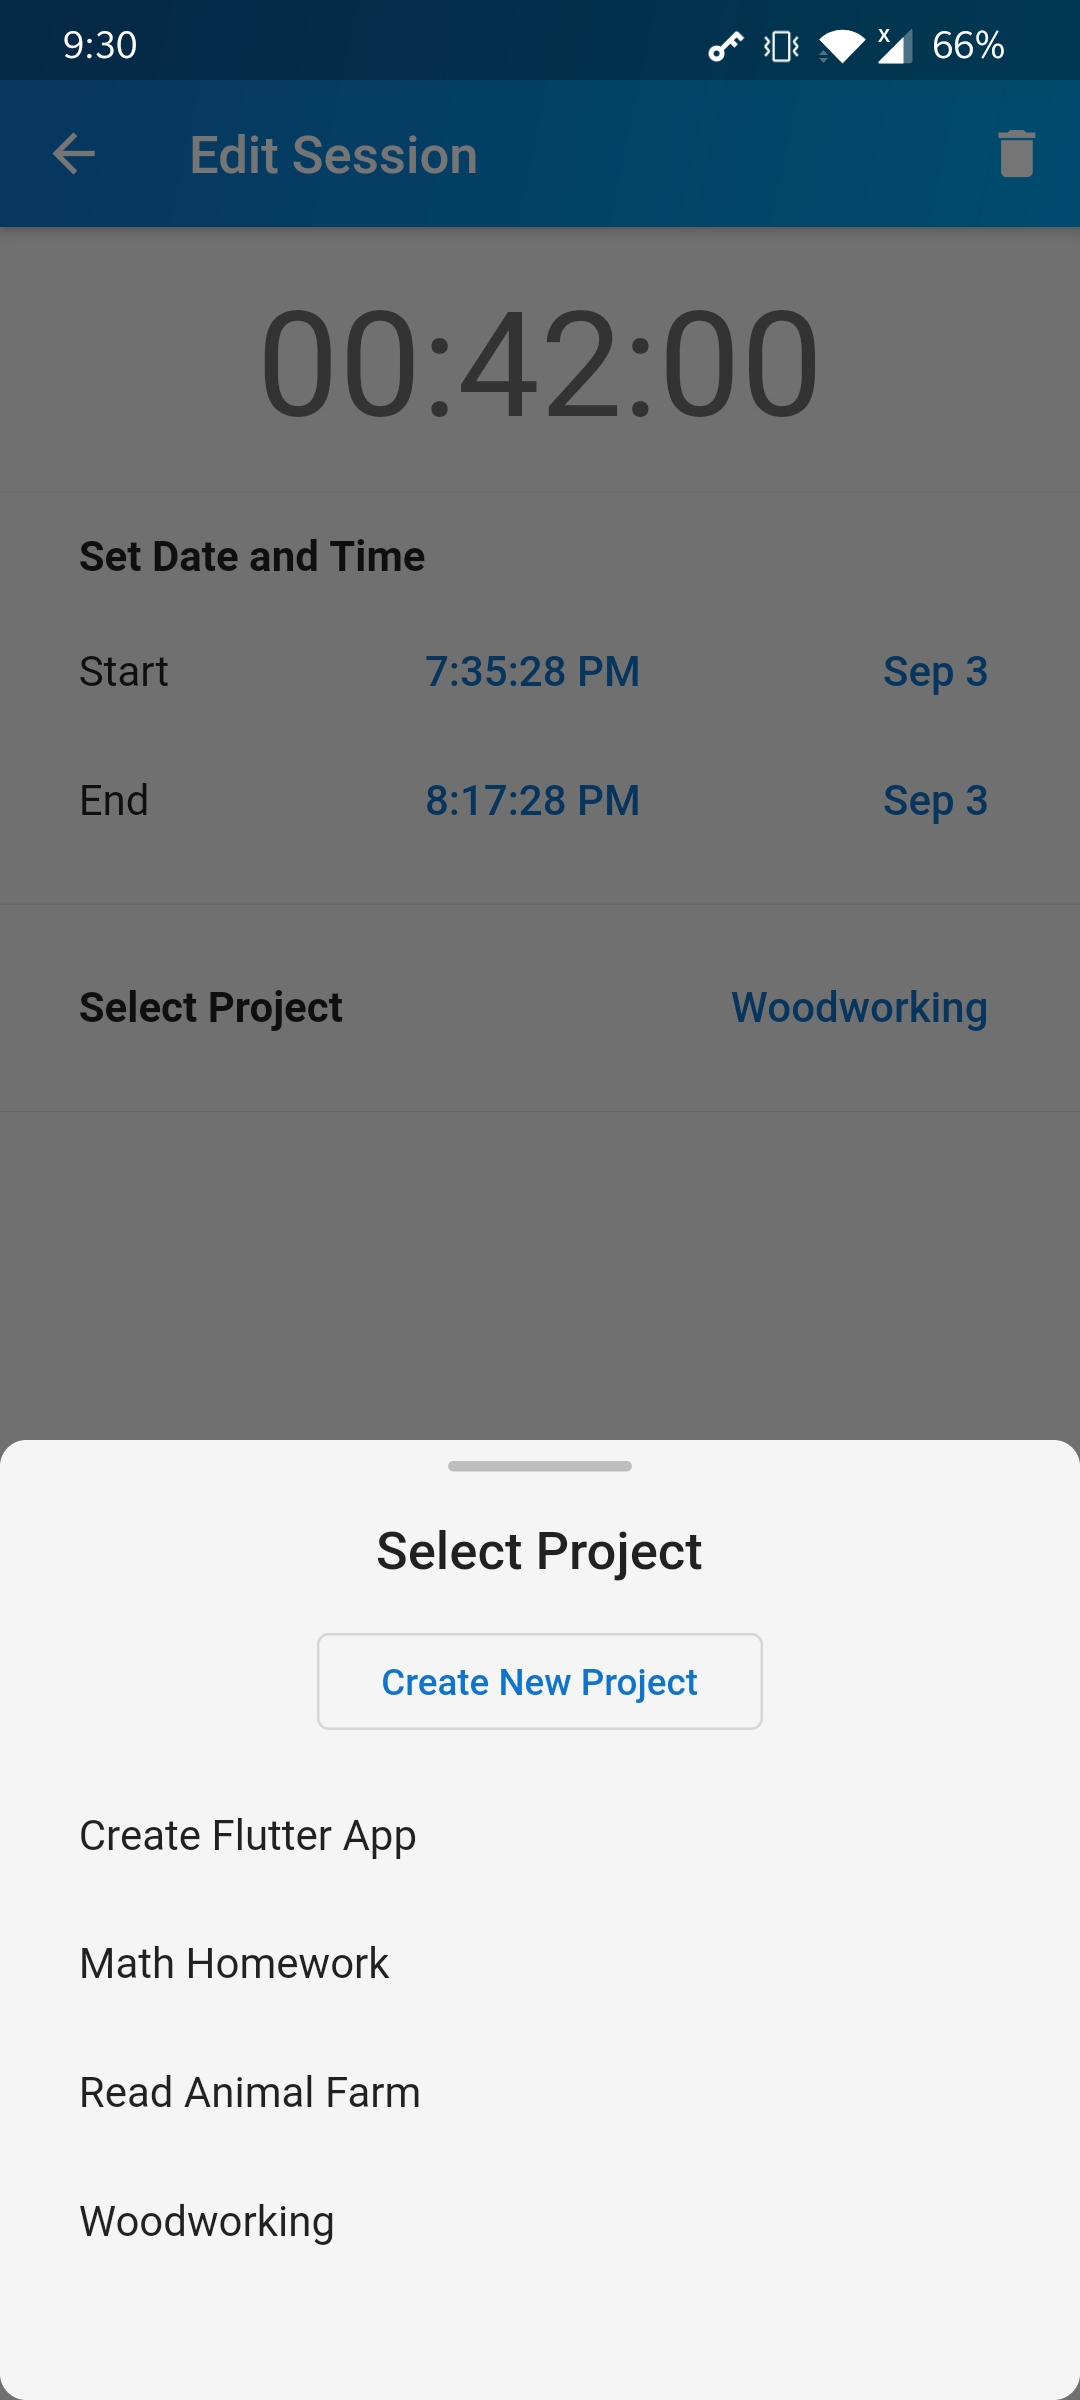 9:30 66%
Edit Session
00:42:00
Set Date and Time
Start 7:35:28 PM Sep 3
End 8:17:28 PM Sep 3
Select Project Woodworking
Select Project
Create New Project
Create Flutter App
Math Homework
Read Animal Farm
Woodworking